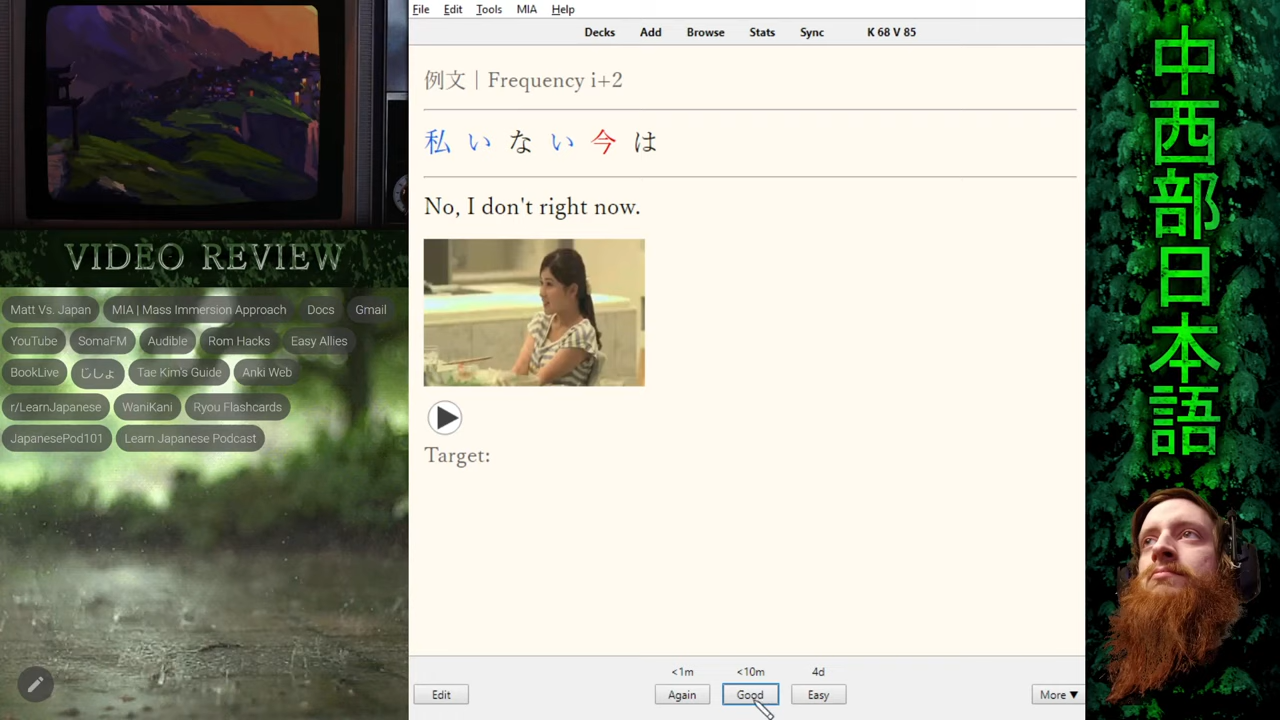 File Edit Tools MIA Help
Decks Add Browse Stats Sync K 68 V 85
例文 | Frequency i+2
私 い な い 今 は
No, I don't right now.
Target:
<1m <10m 4d
Edit Again Good Easy More ▼
VIDEO REVIEW
Matt Vs. Japan MIA | Mass Immersion Approach Docs Gmail
YouTube SomaFM Audible Rom Hacks Easy Allies
BookLive じしょ Tae Kim's Guide Anki Web
r/LearnJapanese WaniKani Ryou Flashcards
JapanesePod101 Learn Japanese Podcast
中西部日本語